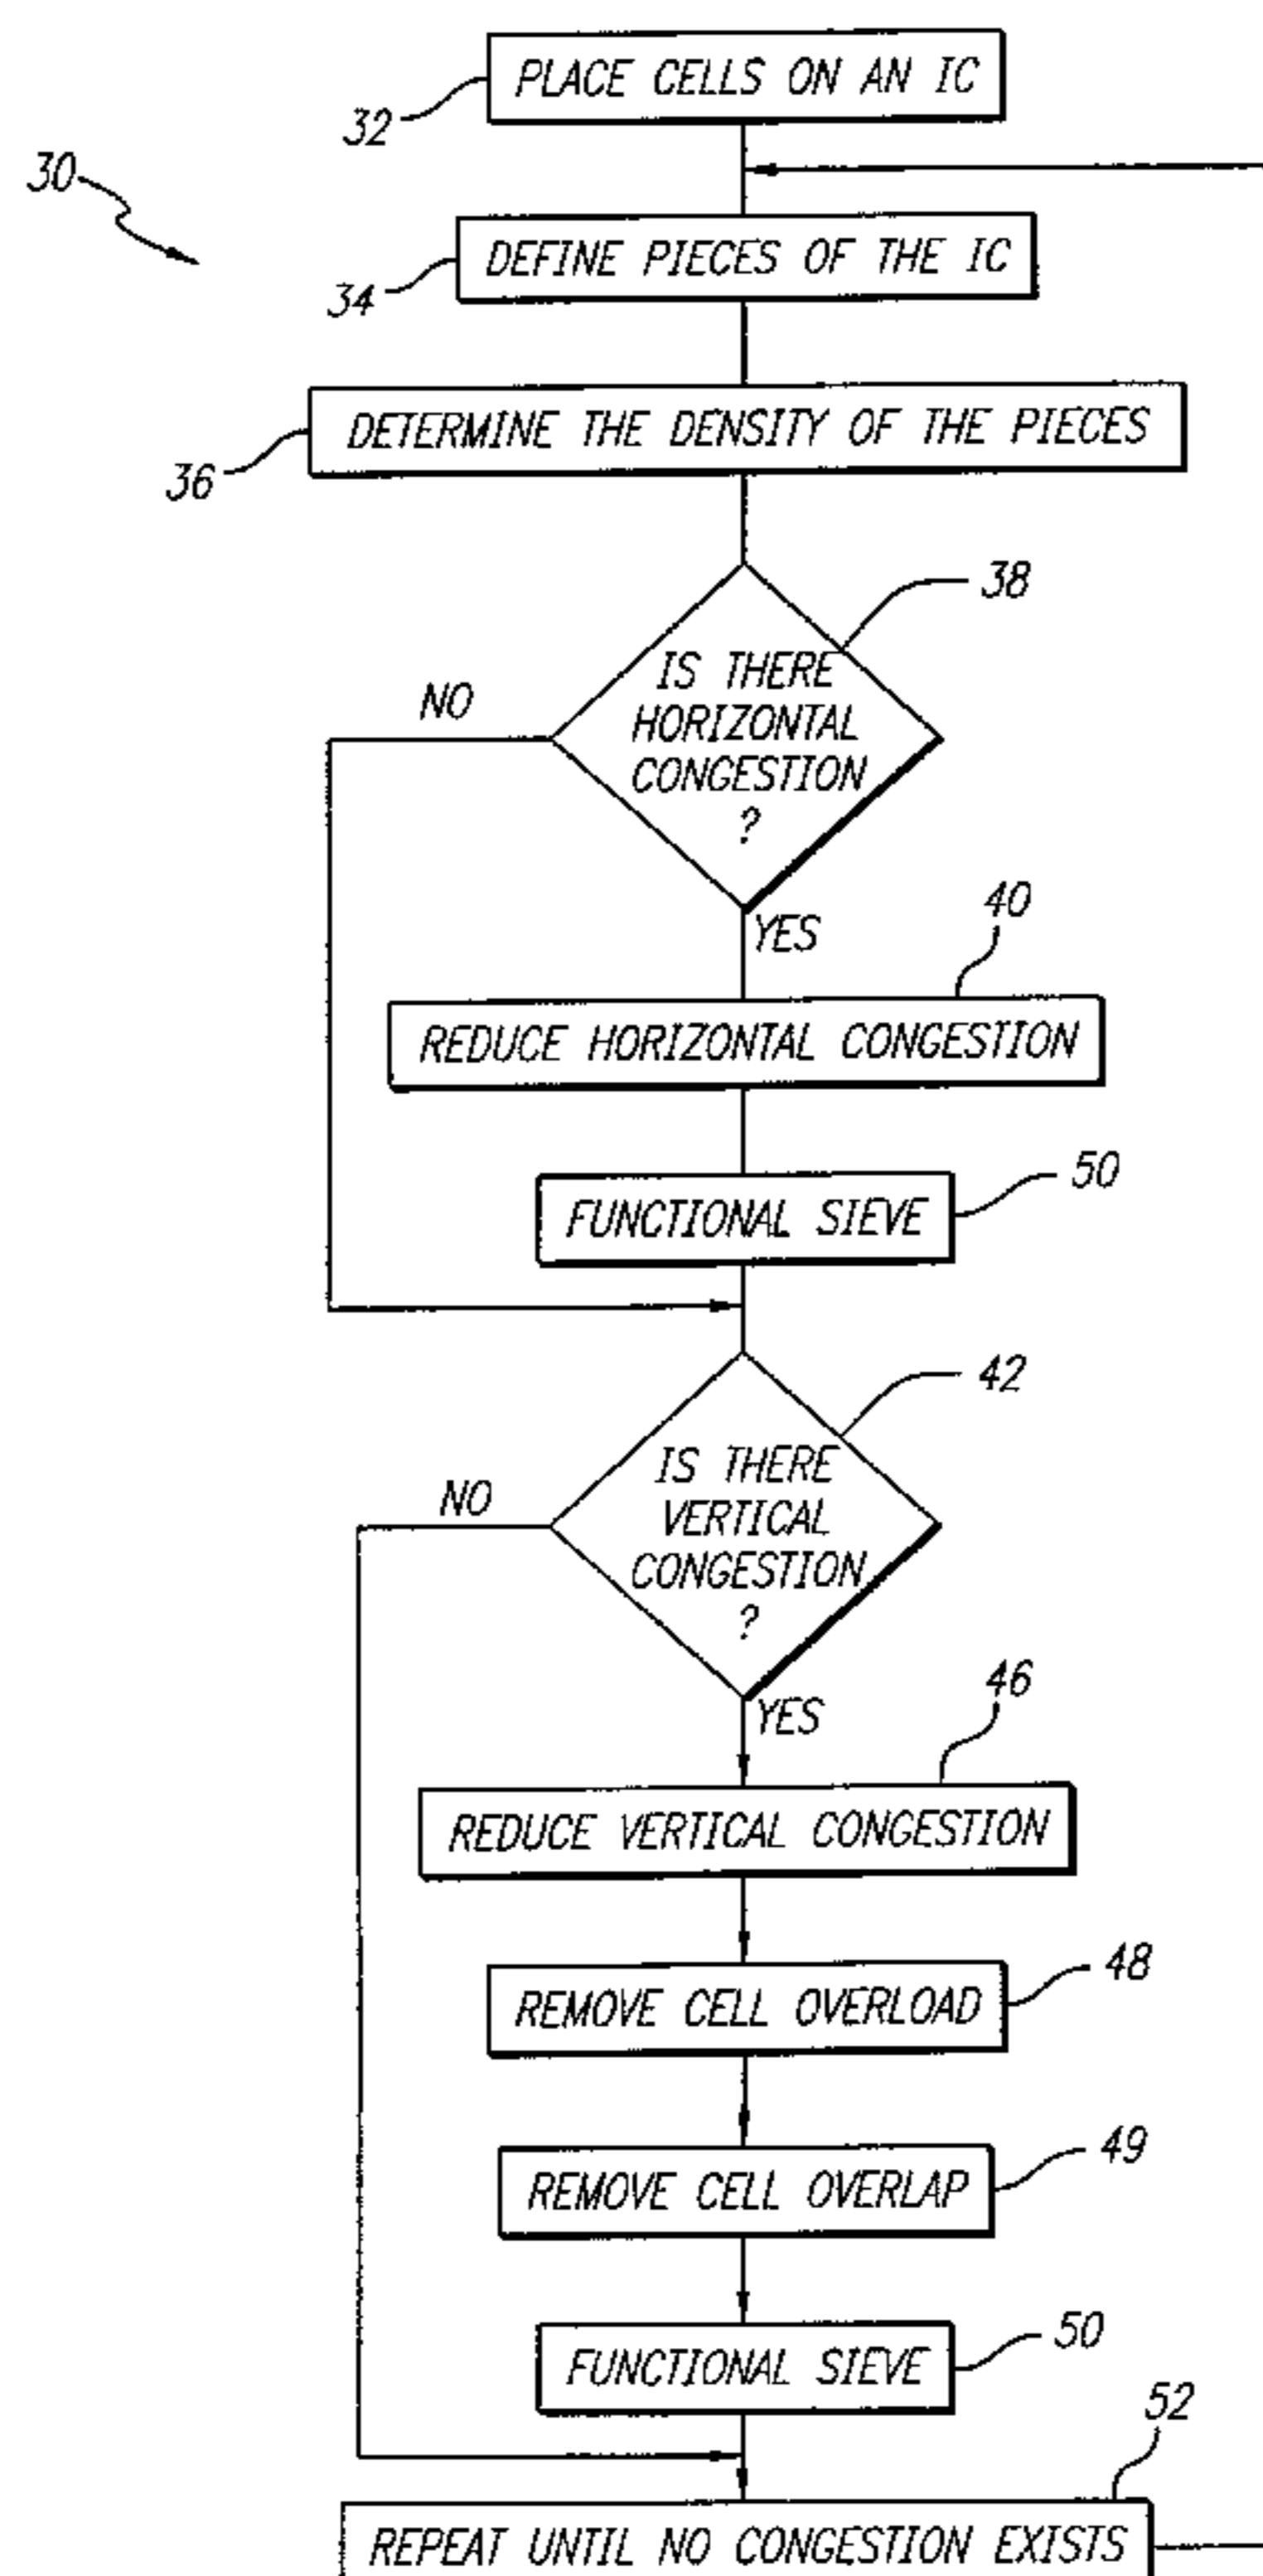 PLACE CELLS ON AN IC
32
30
DEFINE PIECES OF THE IC
34
DETERMINE THE DENSITY OF THE PIECES
36
38
IS THERE
HORIZONTAL
CONGESTION
?
NO
YES
40
REDUCE HORIZONTAL CONGESTION
50
FUNCTIONAL SIEVE
42
IS THERE
VERTICAL
CONGESTION
?
NO
YES
46
REDUCE VERTICAL CONGESTION
48
REMOVE CELL OVERLOAD
49
REMOVE CELL OVERLAP
50
FUNCTIONAL SIEVE
52
REPEAT UNTIL NO CONGESTION EXISTS